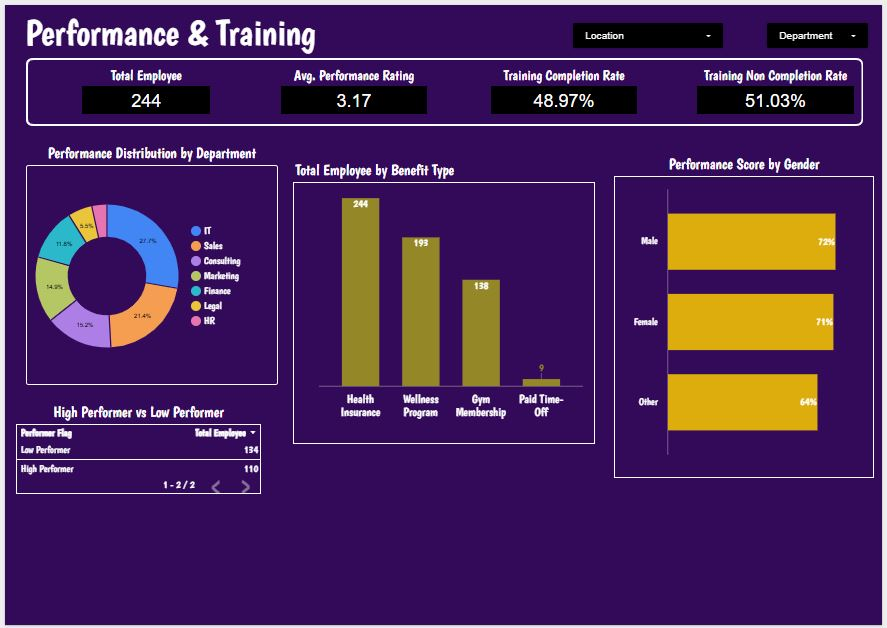 Performance & Training
Location
Department
Total Employee
244
Avg. Performance Rating
3.17
Training Completion Rate
48.97%
Training Non Completion Rate
51.03%
Performance Distribution by Department
27.7%
21.4%
15.2%
14.9%
11.8%
5.5%
IT
Sales
Consulting
Marketing
Finance
Legal
HR
Total Employee by Benefit Type
244
193
138
9
Health
Insurance
Wellness
Program
Gym
Membership
Paid Time-
Off
Performance Score by Gender
Male
72%
Female
71%
Other
64%
High Performer vs Low Performer
Performer Flag Total Employee
Low Performer 134
High Performer 110
1 - 2 / 2